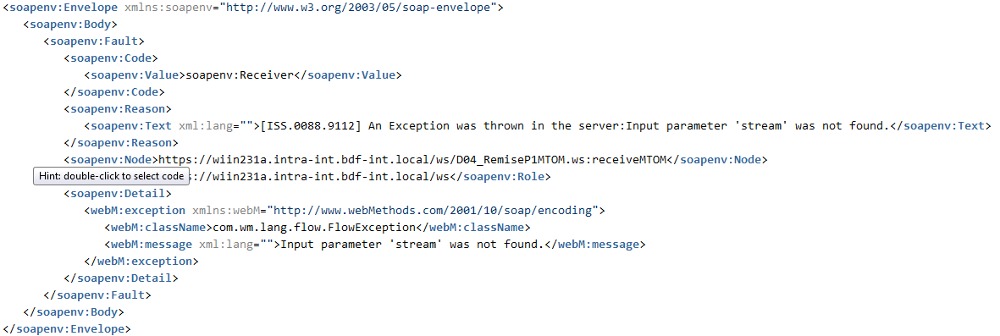 <soapenv:Envelope xmlns:soapenv="http://www.w3.org/2003/05/soap-envelope">
<soapenv:Body>
<soapenv:Fault>
<soapenv:Code>
<soapenv:Value>soapenv:Receiver</soapenv:Value>
</soapenv:Code>
<soapenv:Reason>
<soapenv:Text xml:lang="">[ISS.0088.9112] An Exception was thrown in the server:Input parameter 'stream' was not found.</soapenv:Text>
</soapenv:Reason>
<soapenv:Node>https://wiin231a.intra-int.bdf-int.local/ws/D04_RemiseP1MTOM.ws:receiveMTOM</soapenv:Node>
Hint: double-click to select code
s://wiin231a.intra-int.bdf-int.local/ws</soapenv:Role>
<soapenv:Detail>
<webM:exception xmlns:webM="http://www.webMethods.com/2001/10/soap/encoding">
<webM:className>com.wm.lang.flow.FlowException</webM:className>
<webM:message xml:lang="">Input parameter 'stream' was not found.</webM:message>
</webM:exception>
</soapenv:Detail>
</soapenv:Fault>
</soapenv:Body>
</soapenv:Envelope>